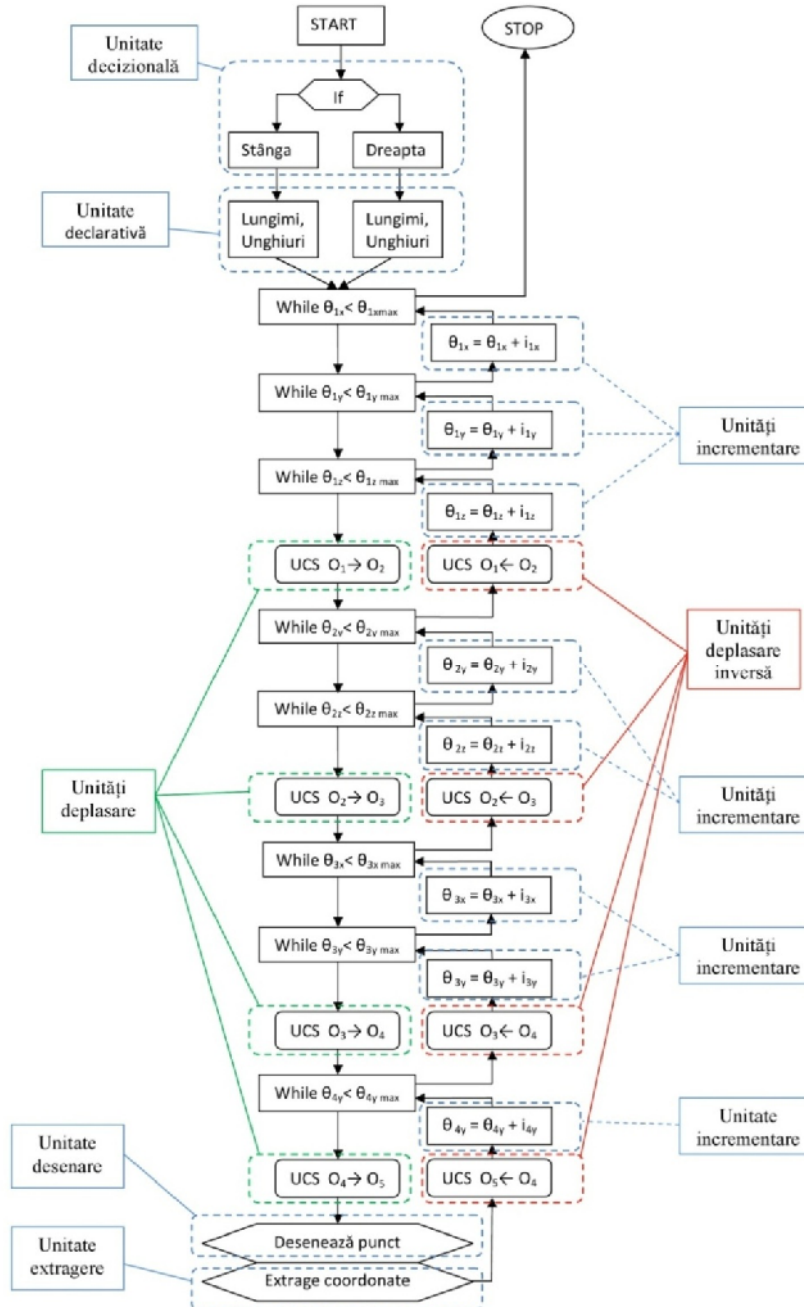 START
STOP
Unitate
decizională
If
Stânga
Dreapta
Unitate
declarativă
Lungimi,
Unghiuri
Lungimi,
Unghiuri
While θ1x< θ1xmax
θ1x = θ1x + i1x
While θ1y< θ1y max
θ1y = θ1y + i1y
Unități
incrementare
While θ1z< θ1z max
θ1z = θ1z + i1z
UCS O1→ O2
UCS O1← O2
While θ2y< θ2y max
θ2y = θ2y + i2y
Unități
deplasare
inversă
While θ2z< θ2z max
θ2z = θ2z + i2z
Unități
deplasare
UCS O2→ O3
UCS O2← O3
Unități
incrementare
While θ3x< θ3x max
θ3x = θ3x + i3x
While θ3y< θ3y max
θ3y = θ3y + i3y
Unități
incrementare
UCS O3→ O4
UCS O3← O4
While θ4y< θ4y max
θ4y = θ4y + i4y
Unitate
incrementare
Unitate
desenare
UCS O4→ O5
UCS O5← O4
Desenează punct
Unitate
extragere
Extrage coordonate